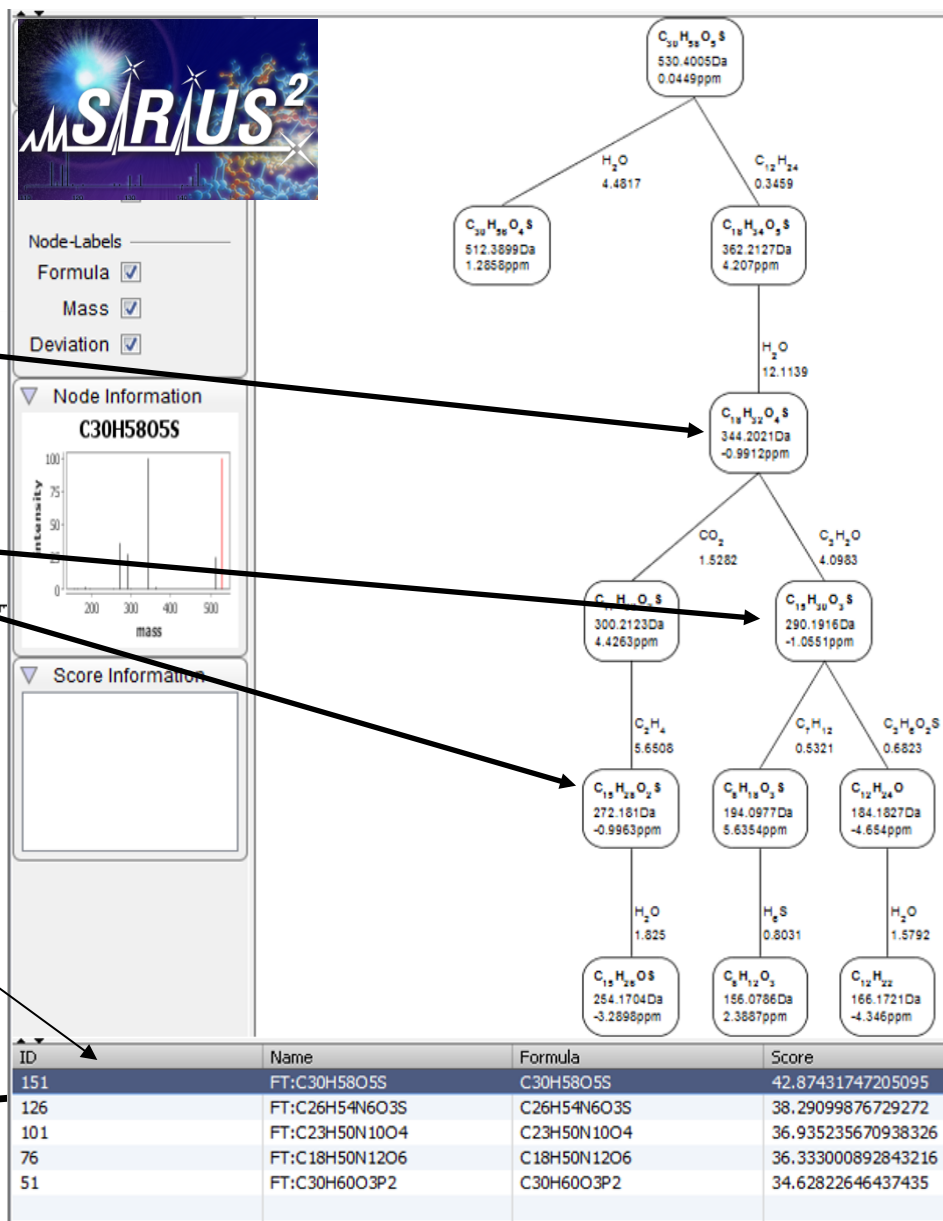 SIRIUS²
Node-Labels
Formula
Mass
Deviation
Node Information
C30H58O5S
Intensity
100
75
50
25
0
200 300 400 500
mass
Score Information
C₃₀H₅₈O₅S
530.4005Da
0.0449ppm
H₂O
4.4817
C₁₂H₂₄
0.3459
C₃₀H₅₆O₄S
512.3899Da
1.2858ppm
C₁₈H₃₄O₅S
362.2127Da
4.207ppm
H₂O
12.1139
C₁₈H₃₂O₄S
344.2021Da
-0.9912ppm
CO₂
1.5282
C₃H₂O
4.0983
300.2123Da
4.4263ppm
C₁₅H₃₀O₃S
290.1916Da
-1.0551ppm
C₂H₄
5.6508
C₇H₁₂
0.5321
C₃H₆O₂S
0.6823
C₁₅H₂₈O₂S
272.181Da
-0.9963ppm
C₈H₁₈O₃S
194.0977Da
5.6354ppm
C₁₂H₂₄O
184.1827Da
-4.654ppm
H₂O
1.825
H₆S
0.8031
H₂O
1.5792
C₁₅H₂₆OS
254.1704Da
-3.2898ppm
C₈H₁₂O₃
156.0786Da
2.3887ppm
C₁₂H₂₂
166.1721Da
-4.346ppm
ID Name Formula Score
151 FT:C30H58O5S C30H58O5S 42.87431747205095
126 FT:C26H54N6O3S C26H54N6O3S 38.29099876729272
101 FT:C23H50N10O4 C23H50N10O4 36.935235670938326
76 FT:C18H50N12O6 C18H50N12O6 36.333000892843216
51 FT:C30H60O3P2 C30H60O3P2 34.62822646437435